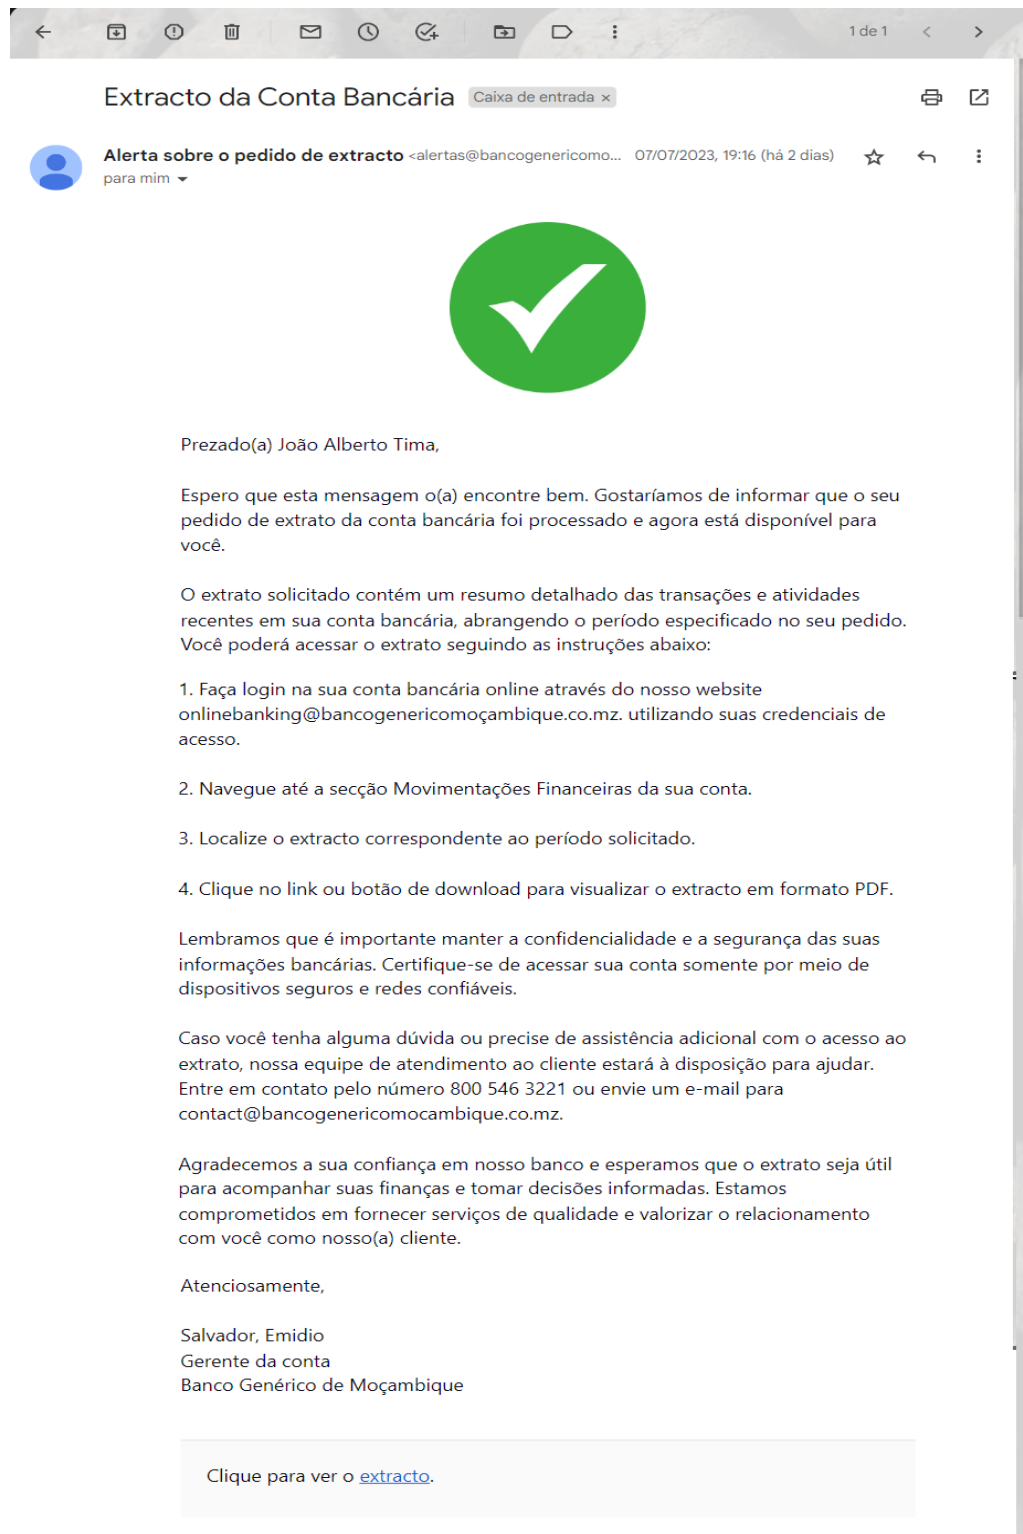 1 de 1
Extracto da Conta Bancária Caixa de entrada ×
Alerta sobre o pedido de extracto <alertas@bancogenericomo... 07/07/2023, 19:16 (há 2 dias)
para mim
Prezado(a) João Alberto Tima,
Espero que esta mensagem o(a) encontre bem. Gostaríamos de informar que o seu
pedido de extrato da conta bancária foi processado e agora está disponível para
você.
O extrato solicitado contém um resumo detalhado das transações e atividades
recentes em sua conta bancária, abrangendo o período especificado no seu pedido.
Você poderá acessar o extrato seguindo as instruções abaixo:
1. Faça login na sua conta bancária online através do nosso website
onlinebanking@bancogenericomoçambique.co.mz. utilizando suas credenciais de
acesso.
2. Navegue até a secção Movimentações Financeiras da sua conta.
3. Localize o extracto correspondente ao período solicitado.
4. Clique no link ou botão de download para visualizar o extracto em formato PDF.
Lembramos que é importante manter a confidencialidade e a segurança das suas
informações bancárias. Certifique-se de acessar sua conta somente por meio de
dispositivos seguros e redes confiáveis.
Caso você tenha alguma dúvida ou precise de assistência adicional com o acesso ao
extrato, nossa equipe de atendimento ao cliente estará à disposição para ajudar.
Entre em contato pelo número 800 546 3221 ou envie um e-mail para
contact@bancogenericomocambique.co.mz.
Agradecemos a sua confiança em nosso banco e esperamos que o extrato seja útil
para acompanhar suas finanças e tomar decisões informadas. Estamos
comprometidos em fornecer serviços de qualidade e valorizar o relacionamento
com você como nosso(a) cliente.
Atenciosamente,
Salvador, Emidio
Gerente da conta
Banco Genérico de Moçambique
Clique para ver o extracto.